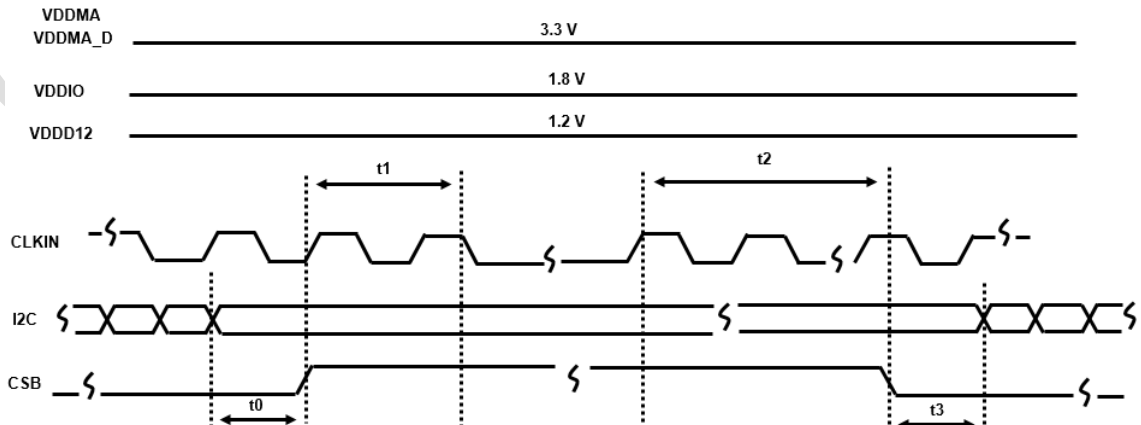 VDDMA
VDDMA_D
3.3 V
VDDIO
1.8 V
VDDD12
1.2 V
t1
t2
CLKIN
I2C
CSB
t0
t3